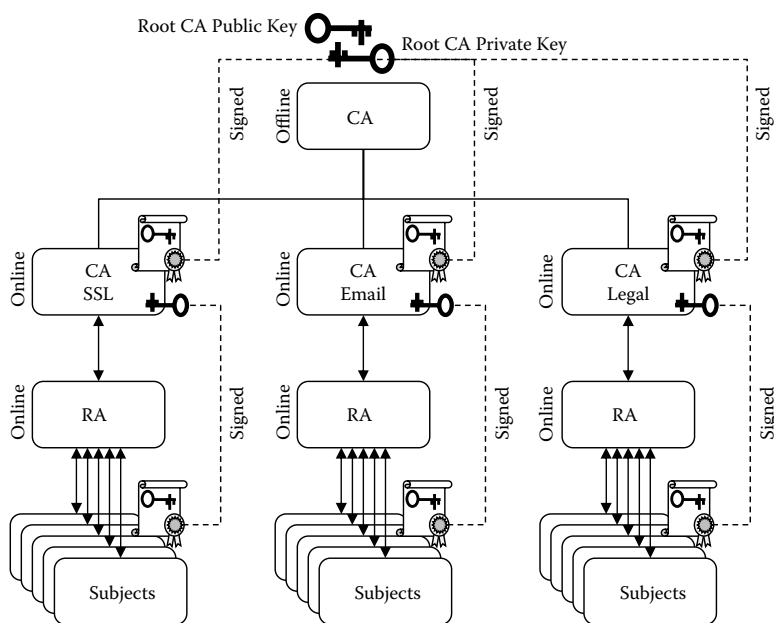 Root CA Public Key
Root CA Private Key
Offline
CA
Signed
Signed
Signed
Online
CA
SSL
Online
CA
Email
Online
CA
Legal
Online
RA
Signed
Online
RA
Signed
Online
RA
Signed
Subjects
Subjects
Subjects